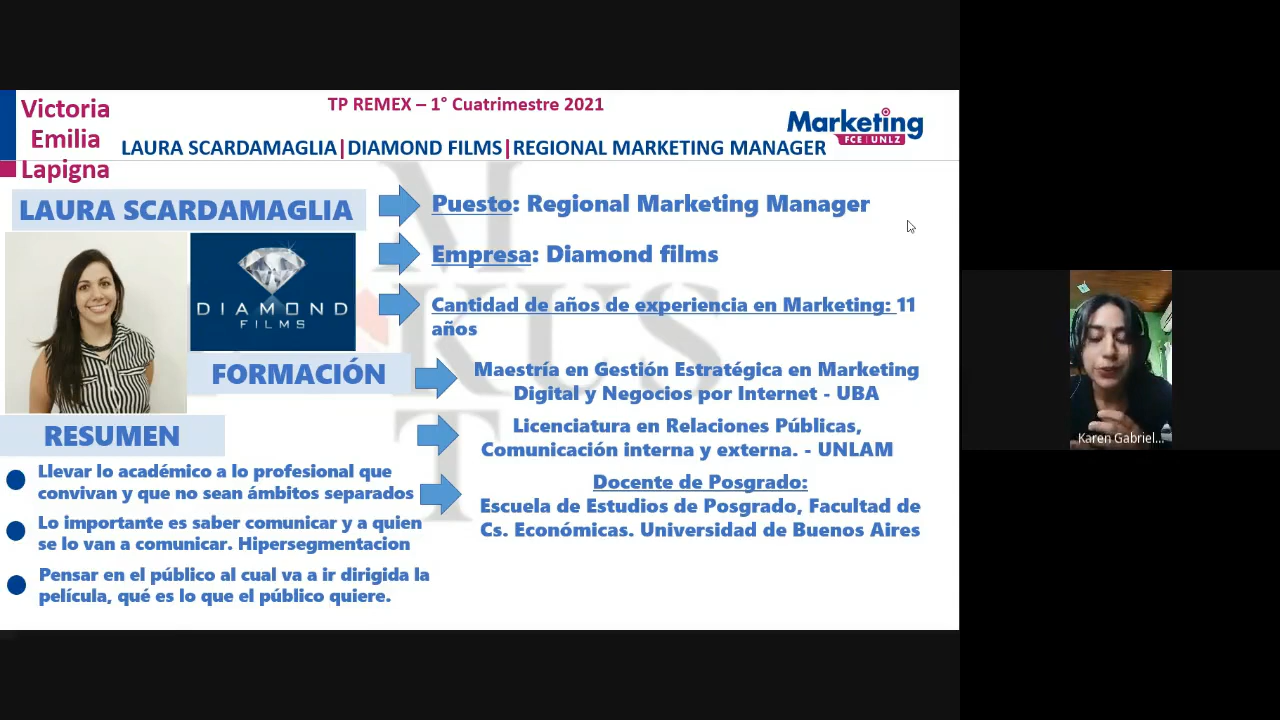 Victoria
Emilia
Lapigna
TP REMEX – 1° Cuatrimestre 2021
LAURA SCARDAMAGLIA|DIAMOND FILMS|REGIONAL MARKETING MANAGER
Marketing
FCE | UNLZ
LAURA SCARDAMAGLIA
DIAMOND
FILMS
Puesto: Regional Marketing Manager
Empresa: Diamond films
Cantidad de años de experiencia en Marketing: 11
años
FORMACIÓN
Maestría en Gestión Estratégica en Marketing
Digital y Negocios por Internet - UBA
Licenciatura en Relaciones Públicas,
Comunicación interna y externa. - UNLAM
Docente de Posgrado:
Escuela de Estudios de Posgrado, Facultad de
Cs. Económicas. Universidad de Buenos Aires
RESUMEN
Llevar lo académico a lo profesional que
convivan y que no sean ámbitos separados
Lo importante es saber comunicar y a quien
se lo van a comunicar. Hipersegmentacion
Pensar en el público al cual va a ir dirigida la
película, qué es lo que el público quiere.
Karen Gabriel...